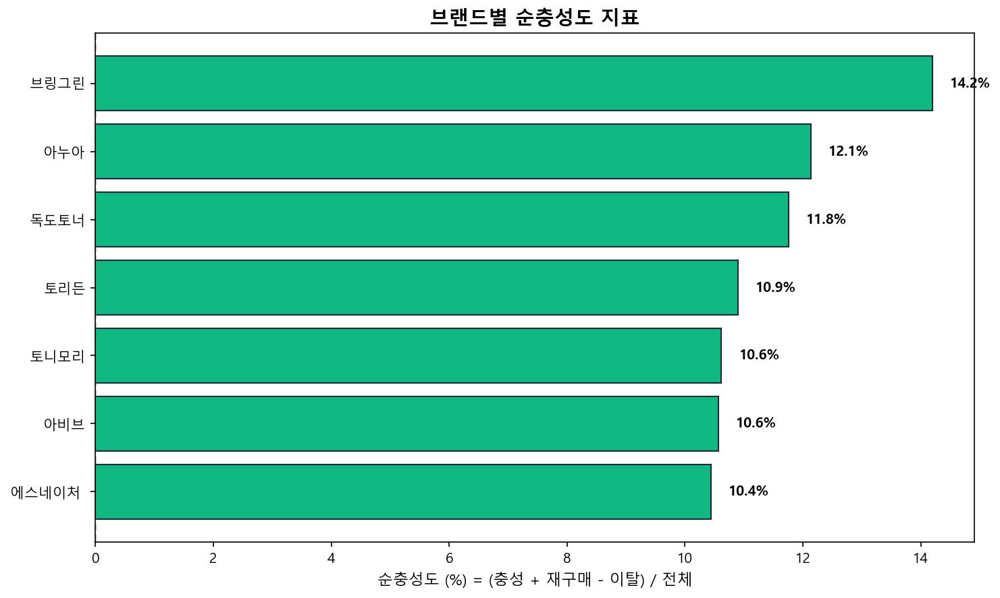 브랜드별 순충성도 지표
브링그린
14.2%
아누아
12.1%
독도토너
11.8%
토리든
10.9%
토니모리
10.6%
아비브
10.6%
에스네이처
10.4%
0 2 4 6 8 10 12 14
순충성도 (%) = (충성 + 재구매 - 이탈) / 전체